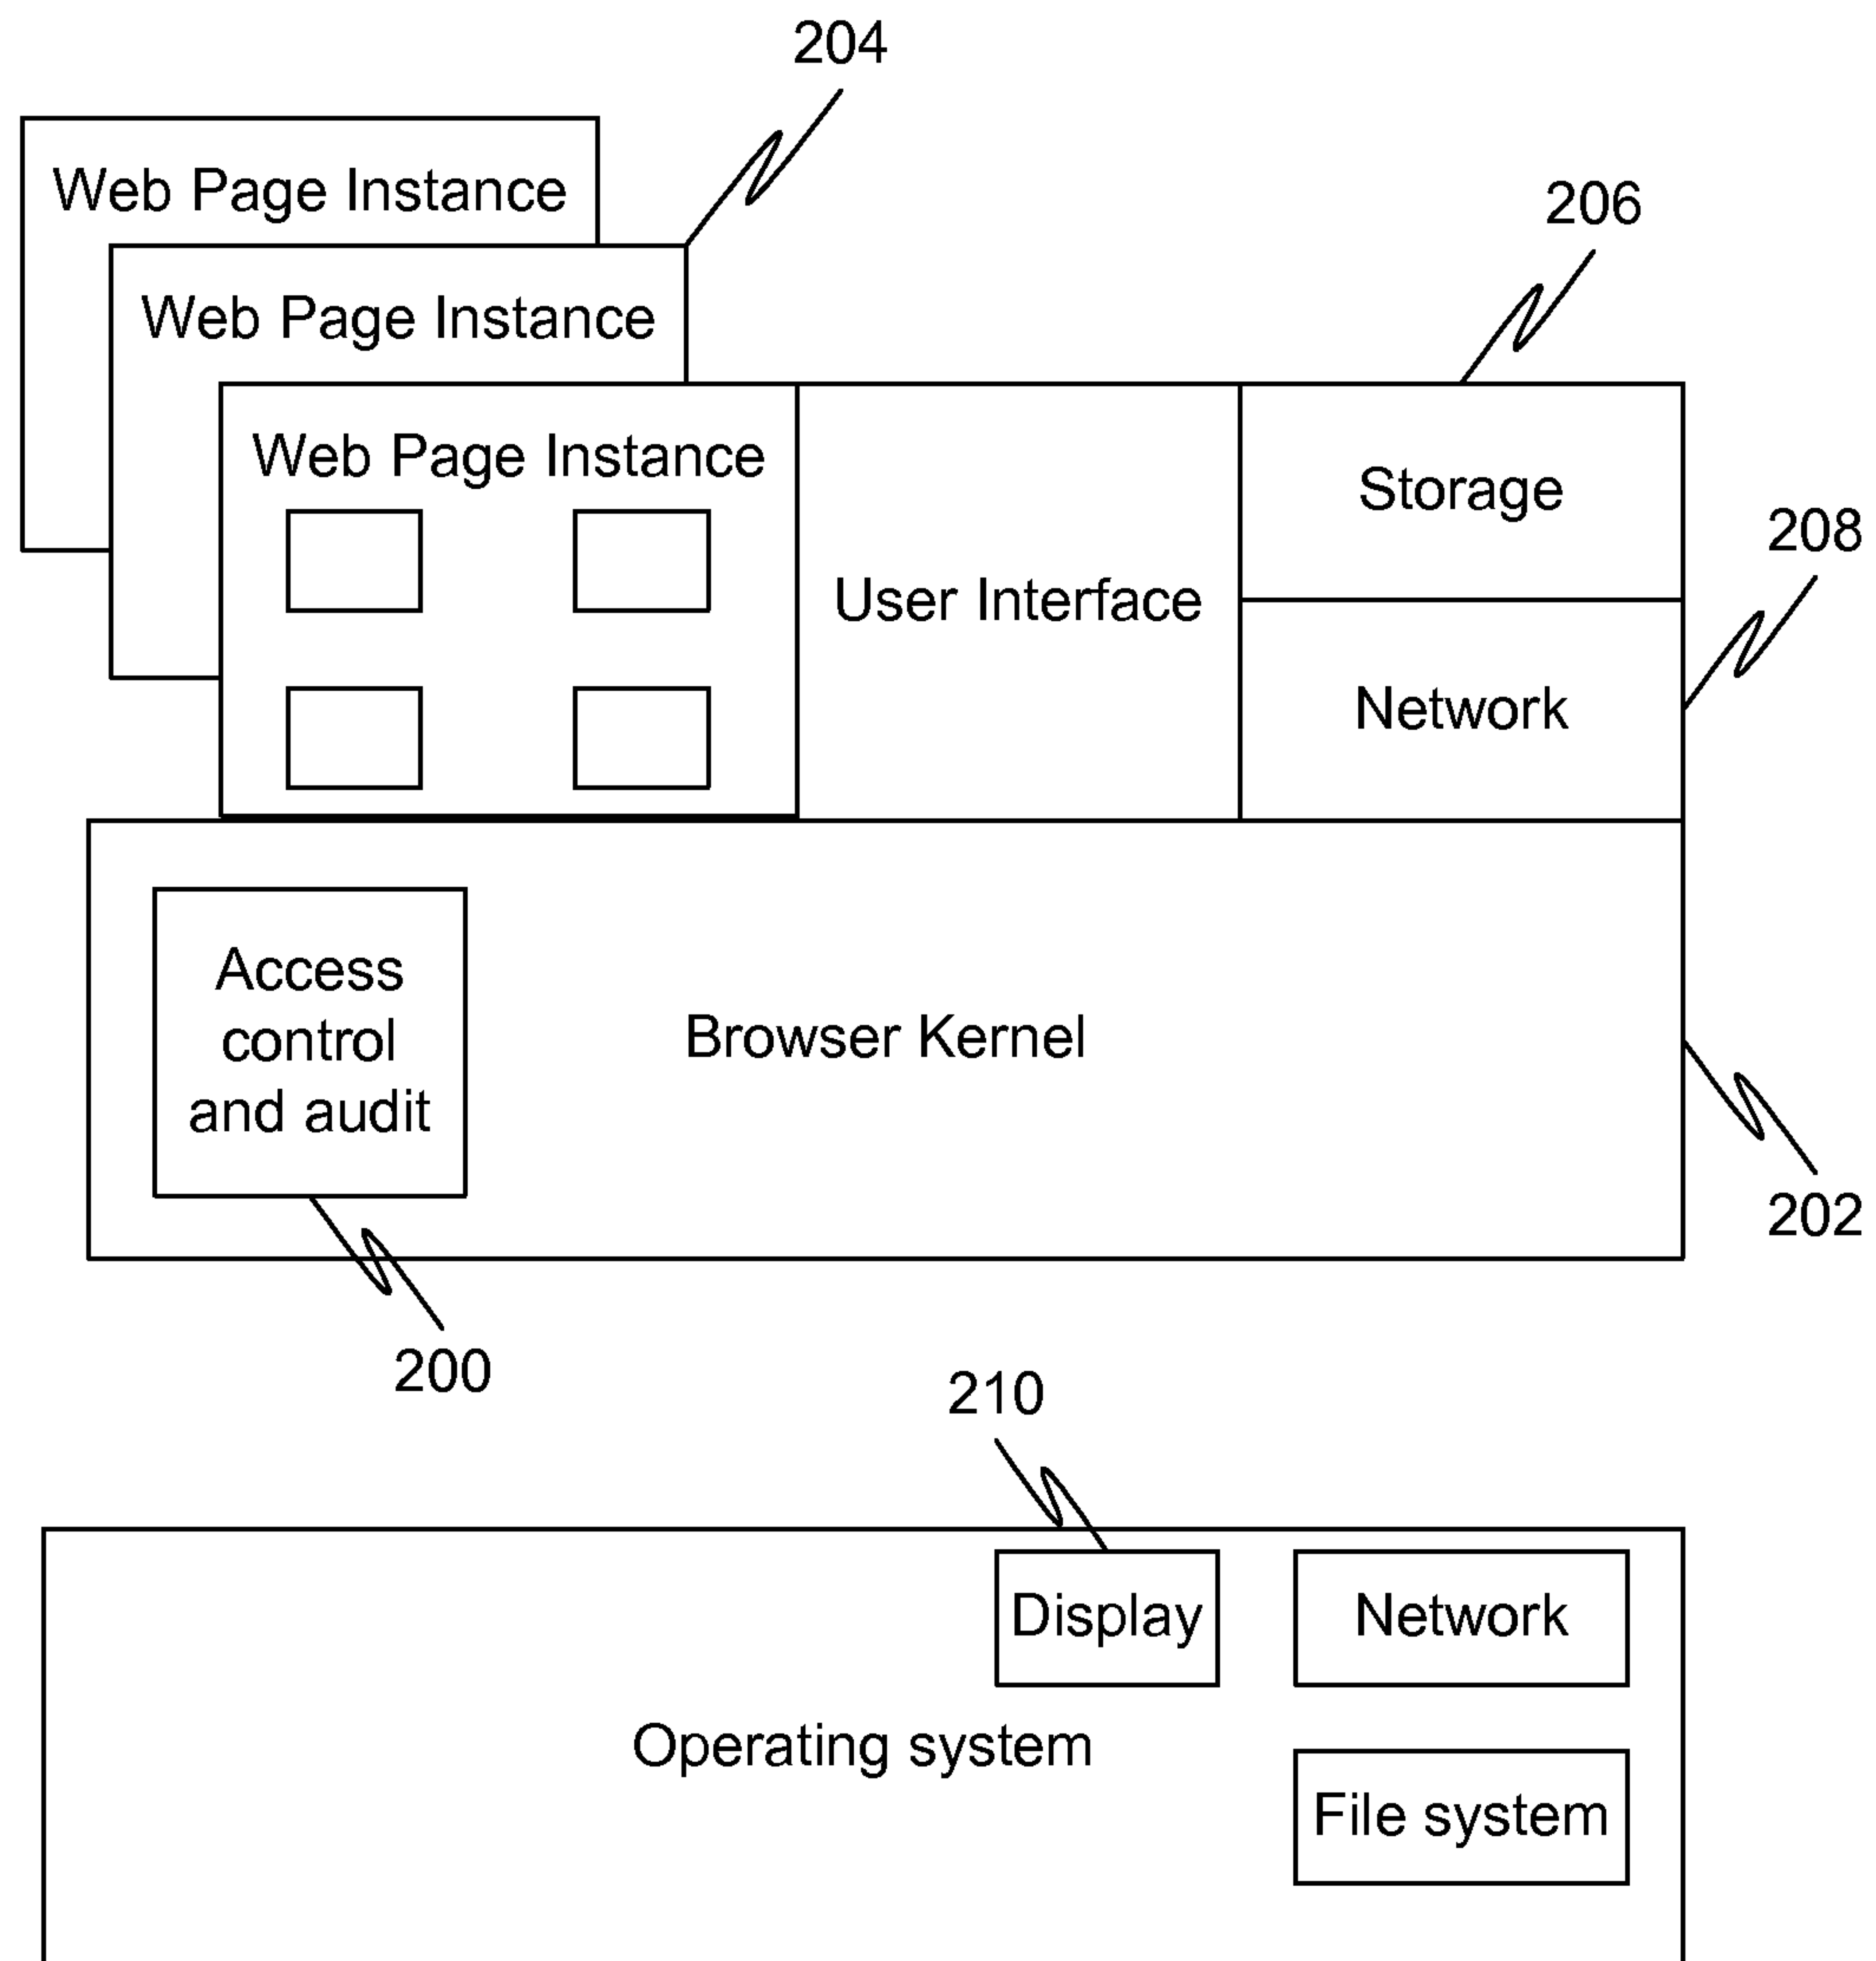 204
Web Page Instance
206
Web Page Instance
Web Page Instance
Storage
208
User Interface
Network
Access
control
and audit
Browser Kernel
202
200
210
Display
Network
Operating system
File system